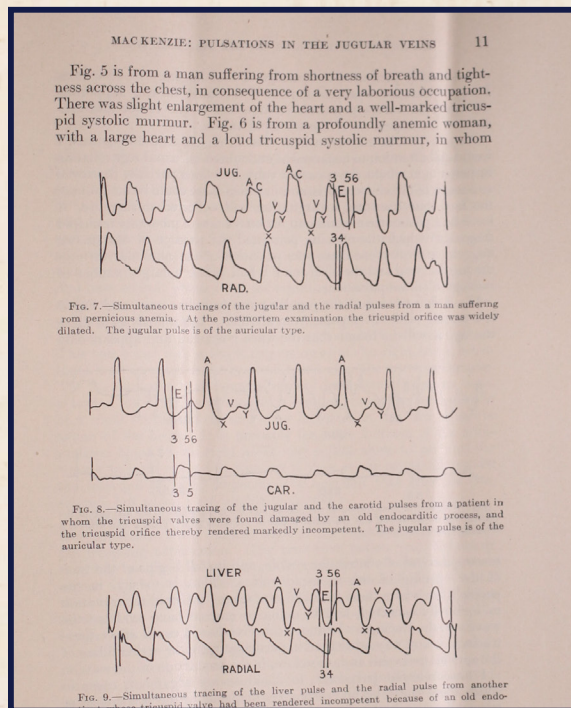 MAC KENZIE: PULSATIONS IN THE JUGULAR VEINS 11
Fig. 5 is from a man suffering from shortness of breath and tight-
ness across the chest, in consequence of a very laborious occupation.
There was slight enlargement of the heart and a well-marked tricus-
pid systolic murmur. Fig. 6 is from a profoundly anemic woman,
with a large heart and a loud tricuspid systolic murmur, in whom
JUG. A C A C 3 56
E
V Y V Y
X X 34
RAD.
FIG. 7.—Simultaneous tracings of the jugular and the radial pulses from a man suffering
rom pernicious anemia. At the postmortem examination the tricuspid orifice was widely
dilated. The jugular pulse is of the auricular type.
A A
E V Y V
X Y JUG. X
3 56
3 5 CAR.
FIG. 8.—Simultaneous tracing of the jugular and the carotid pulses from a patient in
whom the tricuspid valves were found damaged by an old endocarditic process, and
the tricuspid orifice thereby rendered markedly incompetent. The jugular pulse is of the
auricular type.
LIVER A 3 56 A
V E V
Y Y
X X
RADIAL 34
FIG. 9.—Simultaneous tracing of the liver pulse and the radial pulse from another
tricuspid valve had been rendered incompetent because of an old endo-